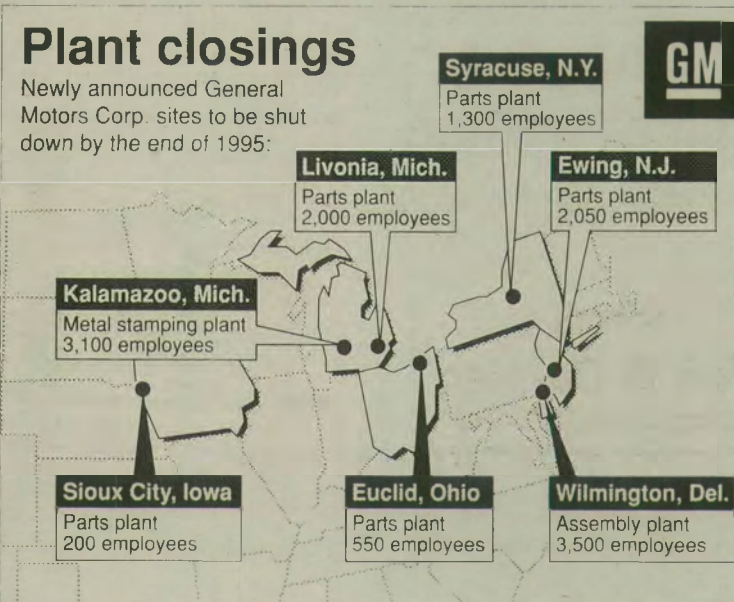 Plant closings
Newly announced General
Motors Corp. sites to be shut
down by the end of 1995:
GM
Syracuse, N.Y.
Parts plant
1,300 employees
Livonia, Mich.
Parts plant
2,000 employees
Ewing, N.J.
Parts plant
2,050 employees
Kalamazoo, Mich.
Metal stamping plant
3,100 employees
Sioux City, Iowa
Parts plant
200 employees
Euclid, Ohio
Parts plant
550 employees
Wilmington, Del.
Assembly plant
3,500 employees